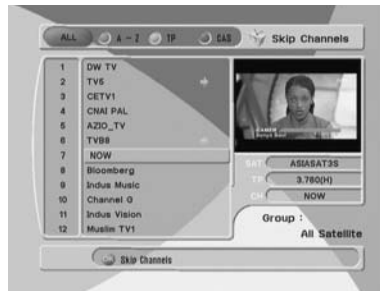 ALL A - Z TP CAS Skip Channels
1 DW TV
2 TV5
3 CETV1
4 CNAI PAL
5 AZIO_TV
6 TVB8
7 NOW
8 Bloomberg
9 Indus Music
10 Channel G
11 Indus Vision
12 Muslim TV1
SAT ASIASAT3S
TP 3.760(H)
CH NOW
Group :
All Satellite
Skip Channels